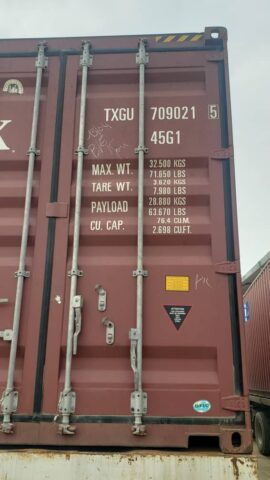 TXGU 709021 5
45G1
MAX. WT. 32.500 KGS
71.650 LBS
TARE WT. 3.620 KGS
7.980 LBS
PAYLOAD 28.880 KGS
63.670 LBS
CU. CAP. 76.4 CU.M.
2.698 CU.FT.